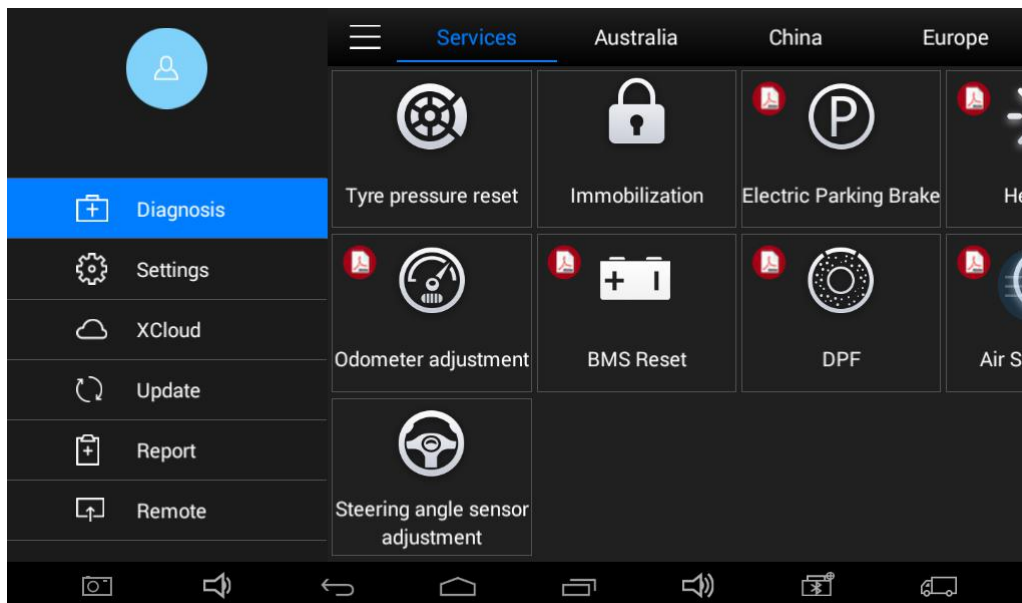 Services Australia China Europe
Tyre pressure reset
Immobilization
Electric Parking Brake
Diagnosis
Settings
XCloud
Update
Report
Remote
Odometer adjustment
BMS Reset
DPF
Air S
Steering angle sensor
adjustment